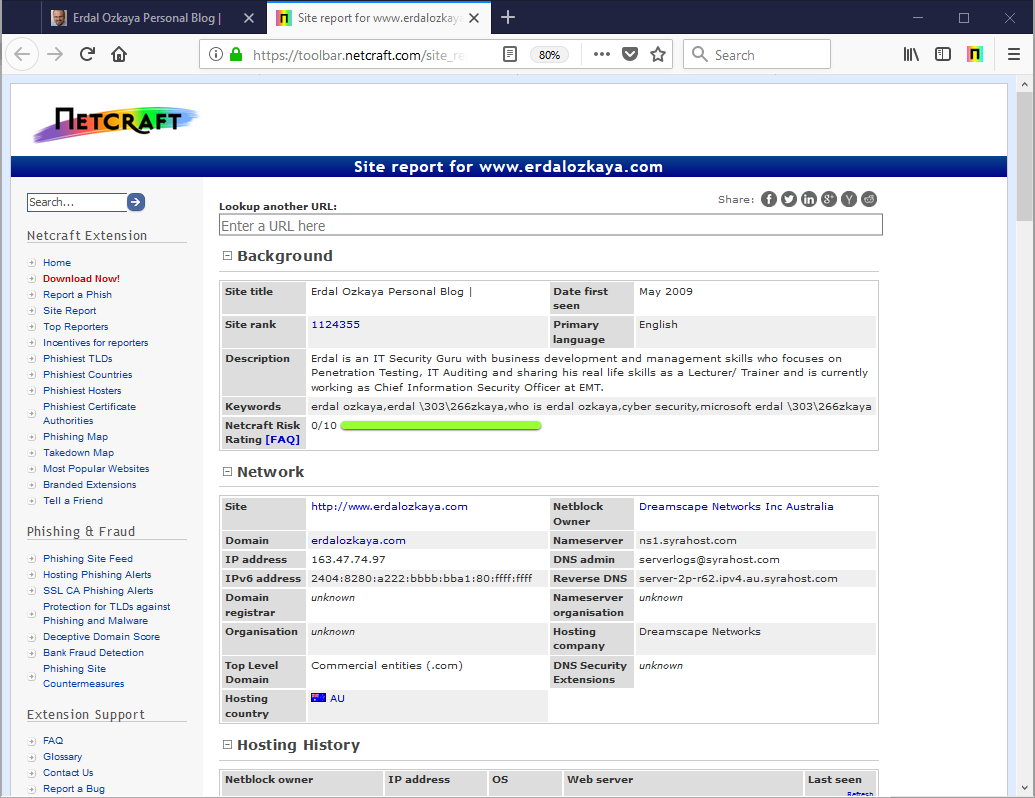 Erdal Ozkaya Personal Blog |
Site report for www.erdalozkaya
https://toolbar.netcraft.com/site_re
80%
Search
NETCRAFT
Site report for www.erdalozkaya.com
Search...
Netcraft Extension
Home
Download Now!
Report a Phish
Site Report
Top Reporters
Incentives for reporters
Phishiest TLDs
Phishiest Countries
Phishiest Hosters
Phishiest Certificate
Authorities
Phishing Map
Takedown Map
Most Popular Websites
Branded Extensions
Tell a Friend
Phishing & Fraud
Phishing Site Feed
Hosting Phishing Alerts
SSL CA Phishing Alerts
Protection for TLDs against
Phishing and Malware
Deceptive Domain Score
Bank Fraud Detection
Phishing Site
Countermeasures
Extension Support
FAQ
Glossary
Contact Us
Report a Bug
Share:
Lookup another URL:
Enter a URL here
Background
Site title Erdal Ozkaya Personal Blog | Date first seen May 2009
Site rank 1124355 Primary language English
Description Erdal is an IT Security Guru with business development and management skills who focuses on
Penetration Testing, IT Auditing and sharing his real life skills as a Lecturer/ Trainer and is currently
working as Chief Information Security Officer at EMT.
Keywords erdal ozkaya,erdal \303\266zkaya,who is erdal ozkaya,cyber security,microsoft erdal \303\266zkaya
Netcraft Risk Rating [FAQ] 0/10
Network
Site http://www.erdalozkaya.com Netblock Owner Dreamscape Networks Inc Australia
Domain erdalozkaya.com Nameserver ns1.syrahost.com
IP address 163.47.74.97 DNS admin serverlogs@syrahost.com
IPv6 address 2404:8280:a222:bbbb:bba1:80:ffff:ffff Reverse DNS server-2p-r62.ipv4.au.syrahost.com
Domain registrar unknown Nameserver organisation unknown
Organisation unknown Hosting company Dreamscape Networks
Top Level Domain Commercial entities (.com) DNS Security Extensions unknown
Hosting country AU
Hosting History
Netblock owner IP address OS Web server Last seen
Refresh